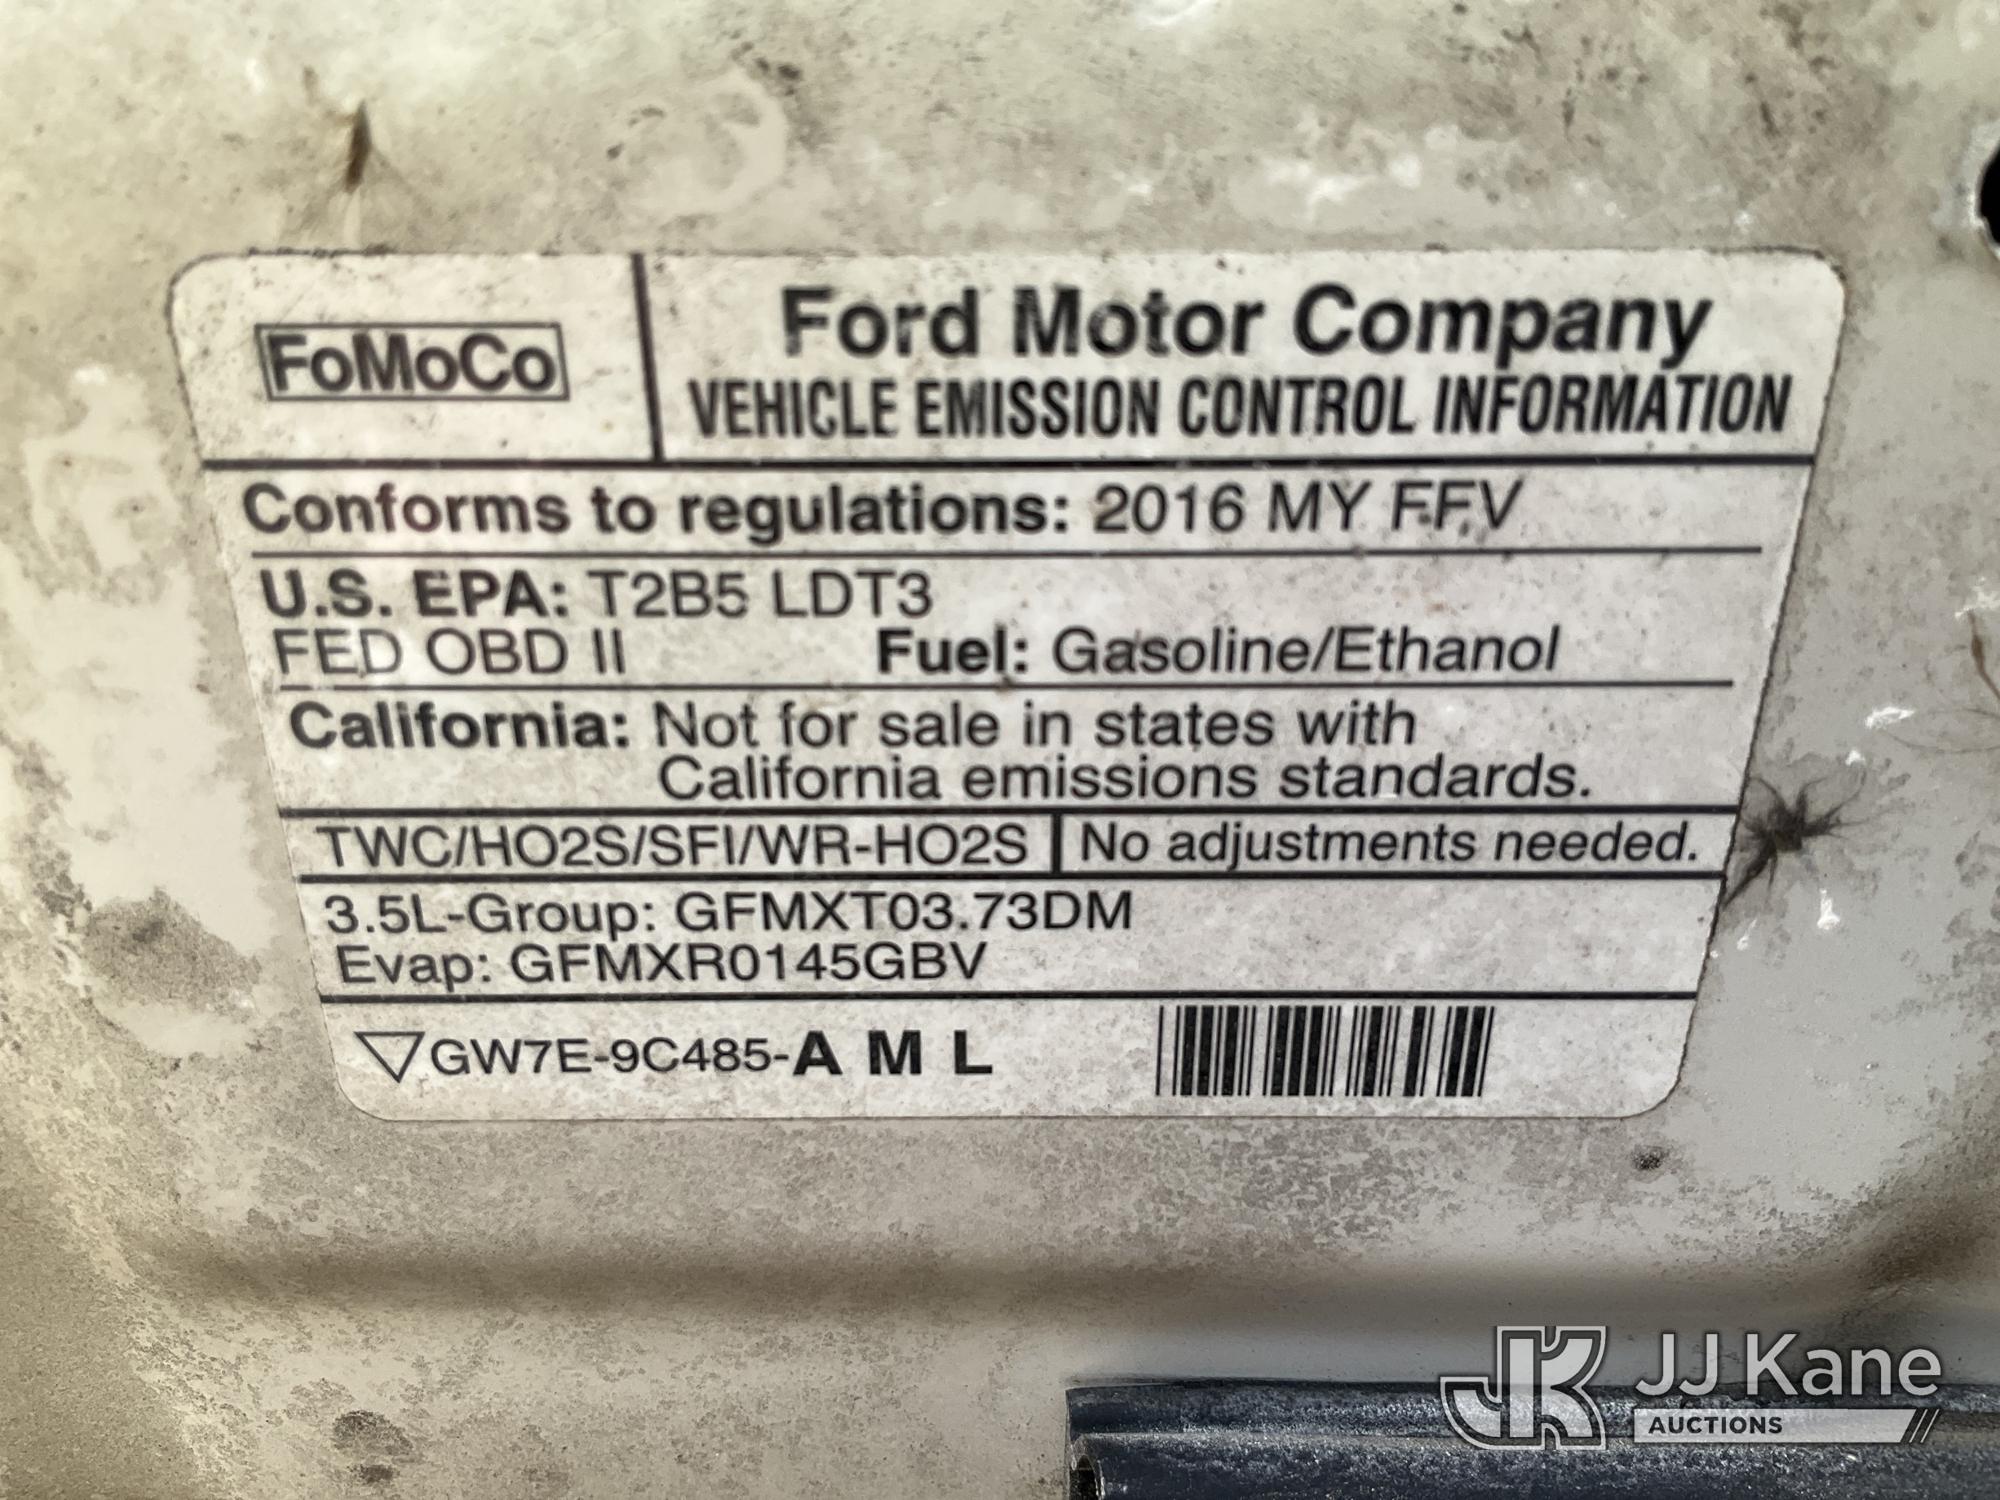 FoMoCo
Ford Motor Company
VEHICLE EMISSION CONTROL INFORMATION
Conforms to regulations: 2016 MY FFV
U.S. EPA: T2B5 LDT3
FED OBD II Fuel: Gasoline/Ethanol
California: Not for sale in states with
California emissions standards.
TWC/HO2S/SFI/WR-HO2S No adjustments needed.
3.5L-Group: GFMXT03.73DM
Evap: GFMXR0145GBV
GW7E-9C485-A M L
JK JJ Kane
AUCTIONS